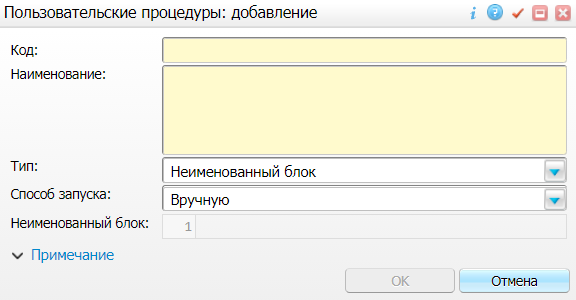 Пользовательские процедуры: добавление
Код:
Наименование:
Тип: Неименованный блок
Способ запуска: Вручную
Неименованный блок: 1
Примечание
OK Отмена